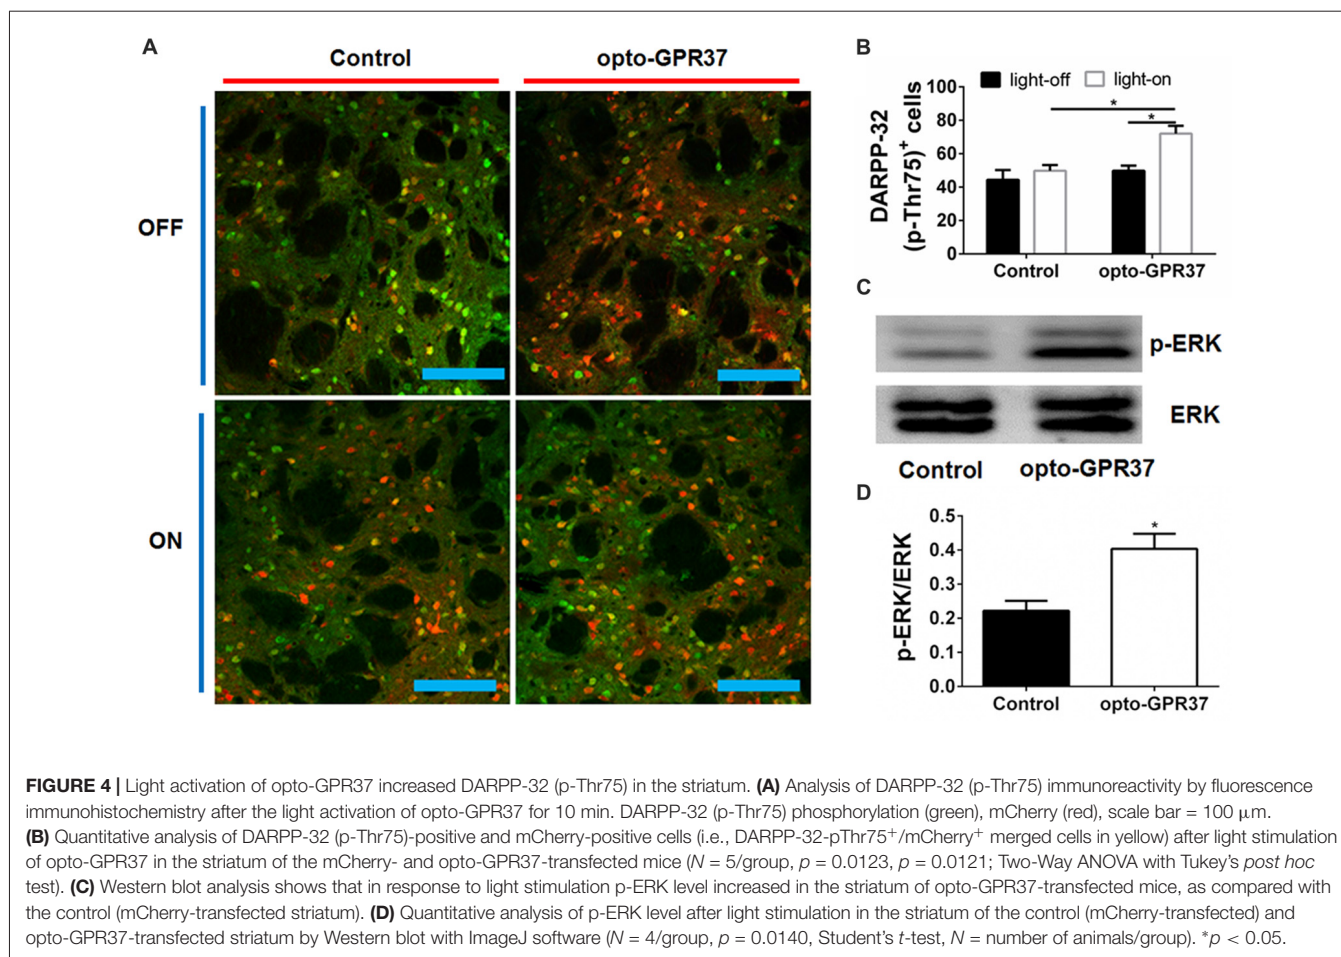 A
Control
opto-GPR37
OFF
ON
B
light-off
light-on
DARPP-32
(p-Thr75)+ cells
100
80
60
40
20
0
*
*
Control
opto-GPR37
C
p-ERK
ERK
Control
opto-GPR37
D
p-ERK/ERK
0.5
0.4
0.3
0.2
0.1
0.0
*
Control
opto-GPR37
FIGURE 4 | Light activation of opto-GPR37 increased DARPP-32 (p-Thr75) in the striatum. (A) Analysis of DARPP-32 (p-Thr75) immunoreactivity by fluorescence
immunohistochemistry after the light activation of opto-GPR37 for 10 min. DARPP-32 (p-Thr75) phosphorylation (green), mCherry (red), scale bar = 100 μm.
(B) Quantitative analysis of DARPP-32 (p-Thr75)-positive and mCherry-positive cells (i.e., DARPP-32-pThr75+/mCherry+ merged cells in yellow) after light stimulation
of opto-GPR37 in the striatum of the mCherry- and opto-GPR37-transfected mice (N = 5/group, p = 0.0123, p = 0.0121; Two-Way ANOVA with Tukey's post hoc
test). (C) Western blot analysis shows that in response to light stimulation p-ERK level increased in the striatum of opto-GPR37-transfected mice, as compared with
the control (mCherry-transfected striatum). (D) Quantitative analysis of p-ERK level after light stimulation in the striatum of the control (mCherry-transfected) and
opto-GPR37-transfected striatum by Western blot with ImageJ software (N = 4/group, p = 0.0140, Student's t-test, N = number of animals/group). *p < 0.05.